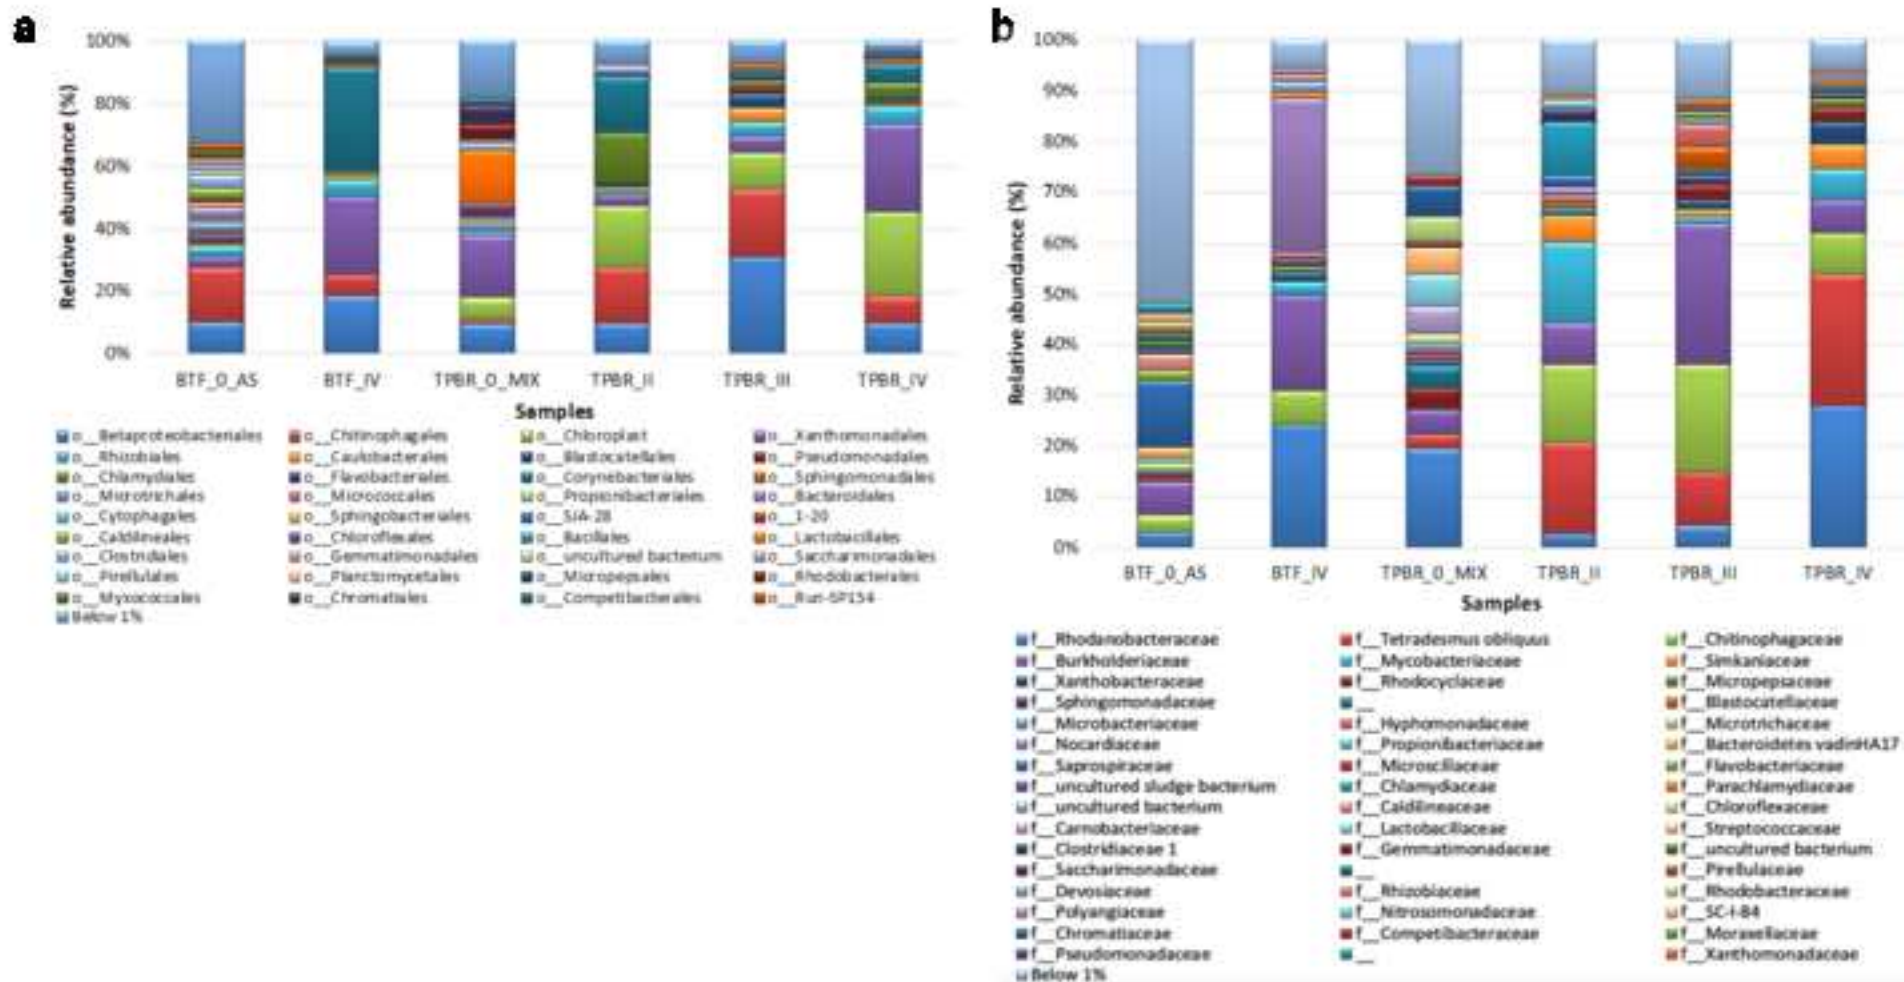 a
Relative abundance (%)
100%
80%
60%
40%
20%
0%
BTF_0_AS BTF_IV TPBR_0_MIX TPBR_II TPBR_III TPBR_IV
Samples
o__Betaproteobacteriales o__Chitinophagales o__Chloroplast o__Xanthomonadales
o__Rhizobiales o__Caulobacterales o__Blastocatellales o__Pseudomonadales
o__Chlamydiales o__Flavobacteriales o__Corynebacteriales o__Sphingomonadales
o__Microtrichales o__Micrococcales o__Propionibacteriales o__Bacteroidales
o__Cytophagales o__Sphingobacteriales o__SJA-28 o__1-20
o__Caldilineales o__Chloroflexales o__Bacillales o__Lactobacillales
o__Clostridiales o__Gemmatimonadales o__uncultured bacterium o__Saccharimonadales
o__Pirellulales o__Planctomycetales o__Micropepsales o__Rhodobacterales
o__Myxococcales o__Chromatiales o__Competibacterales o__Run-SP154
Below 1%
b
Relative abundance (%)
100%
90%
80%
70%
60%
50%
40%
30%
20%
10%
0%
BTF_0_AS BTF_IV TPBR_0_MIX TPBR_II TPBR_III TPBR_IV
Samples
f__Rhodanobacteraceae f__Tetradesmus obliquus f__Chitinophagaceae
f__Burkholderiaceae f__Mycobacteriaceae f__Simkaniaceae
f__Xanthobacteraceae f__Rhodocyclaceae f__Micropepsaceae
f__Sphingomonadaceae __ f__Blastocatellaceae
f__Microbacteriaceae f__Hyphomonadaceae f__Microtrichaceae
f__Nocardiaceae f__Propionibacteriaceae f__Bacteroidetes vadinHA17
f__Saprospiraceae f__Microscillaceae f__Flavobacteriaceae
f__uncultured sludge bacterium f__Chlamydiaceae f__Parachlamydiaceae
f__uncultured bacterium f__Caldilineaceae f__Chloroflexaceae
f__Carnobacteriaceae f__Lactobacillaceae f__Streptococcaceae
f__Clostridiaceae 1 f__Gemmatimonadaceae f__uncultured bacterium
f__Saccharimonadaceae __ f__Pirellulaceae
f__Devosiaceae f__Rhizobiaceae f__Rhodobacteraceae
f__Polyangiaceae f__Nitrosomonadaceae f__SC-I-84
f__Chromatiaceae f__Competibacteraceae f__Moraxellaceae
f__Pseudomonadaceae __ f__Xanthomonadaceae
Below 1%